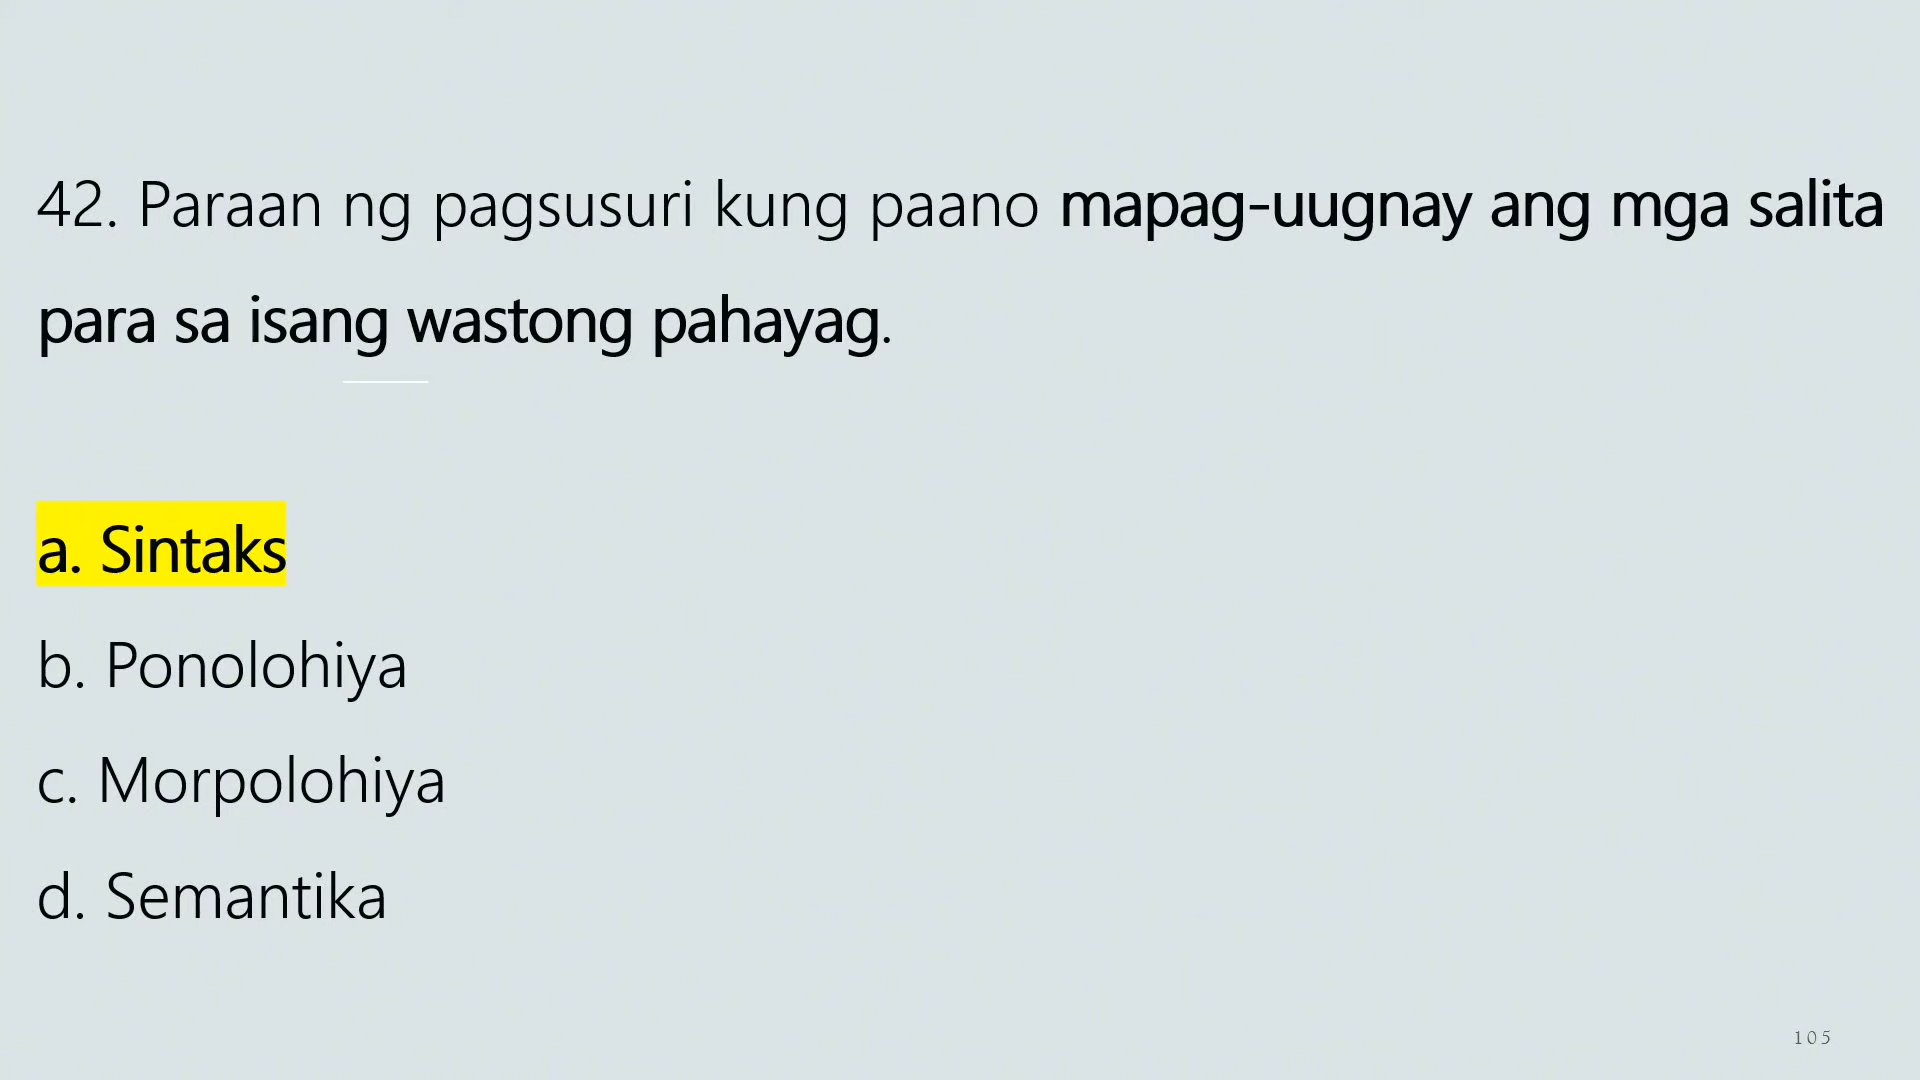 42. Paraan ng pagsusuri kung paano mapag-uugnay ang mga salita
para sa isang wastong pahayag.
a. Sintaks
b. Ponolohiya
c. Morpolohiya
d. Semantika
105